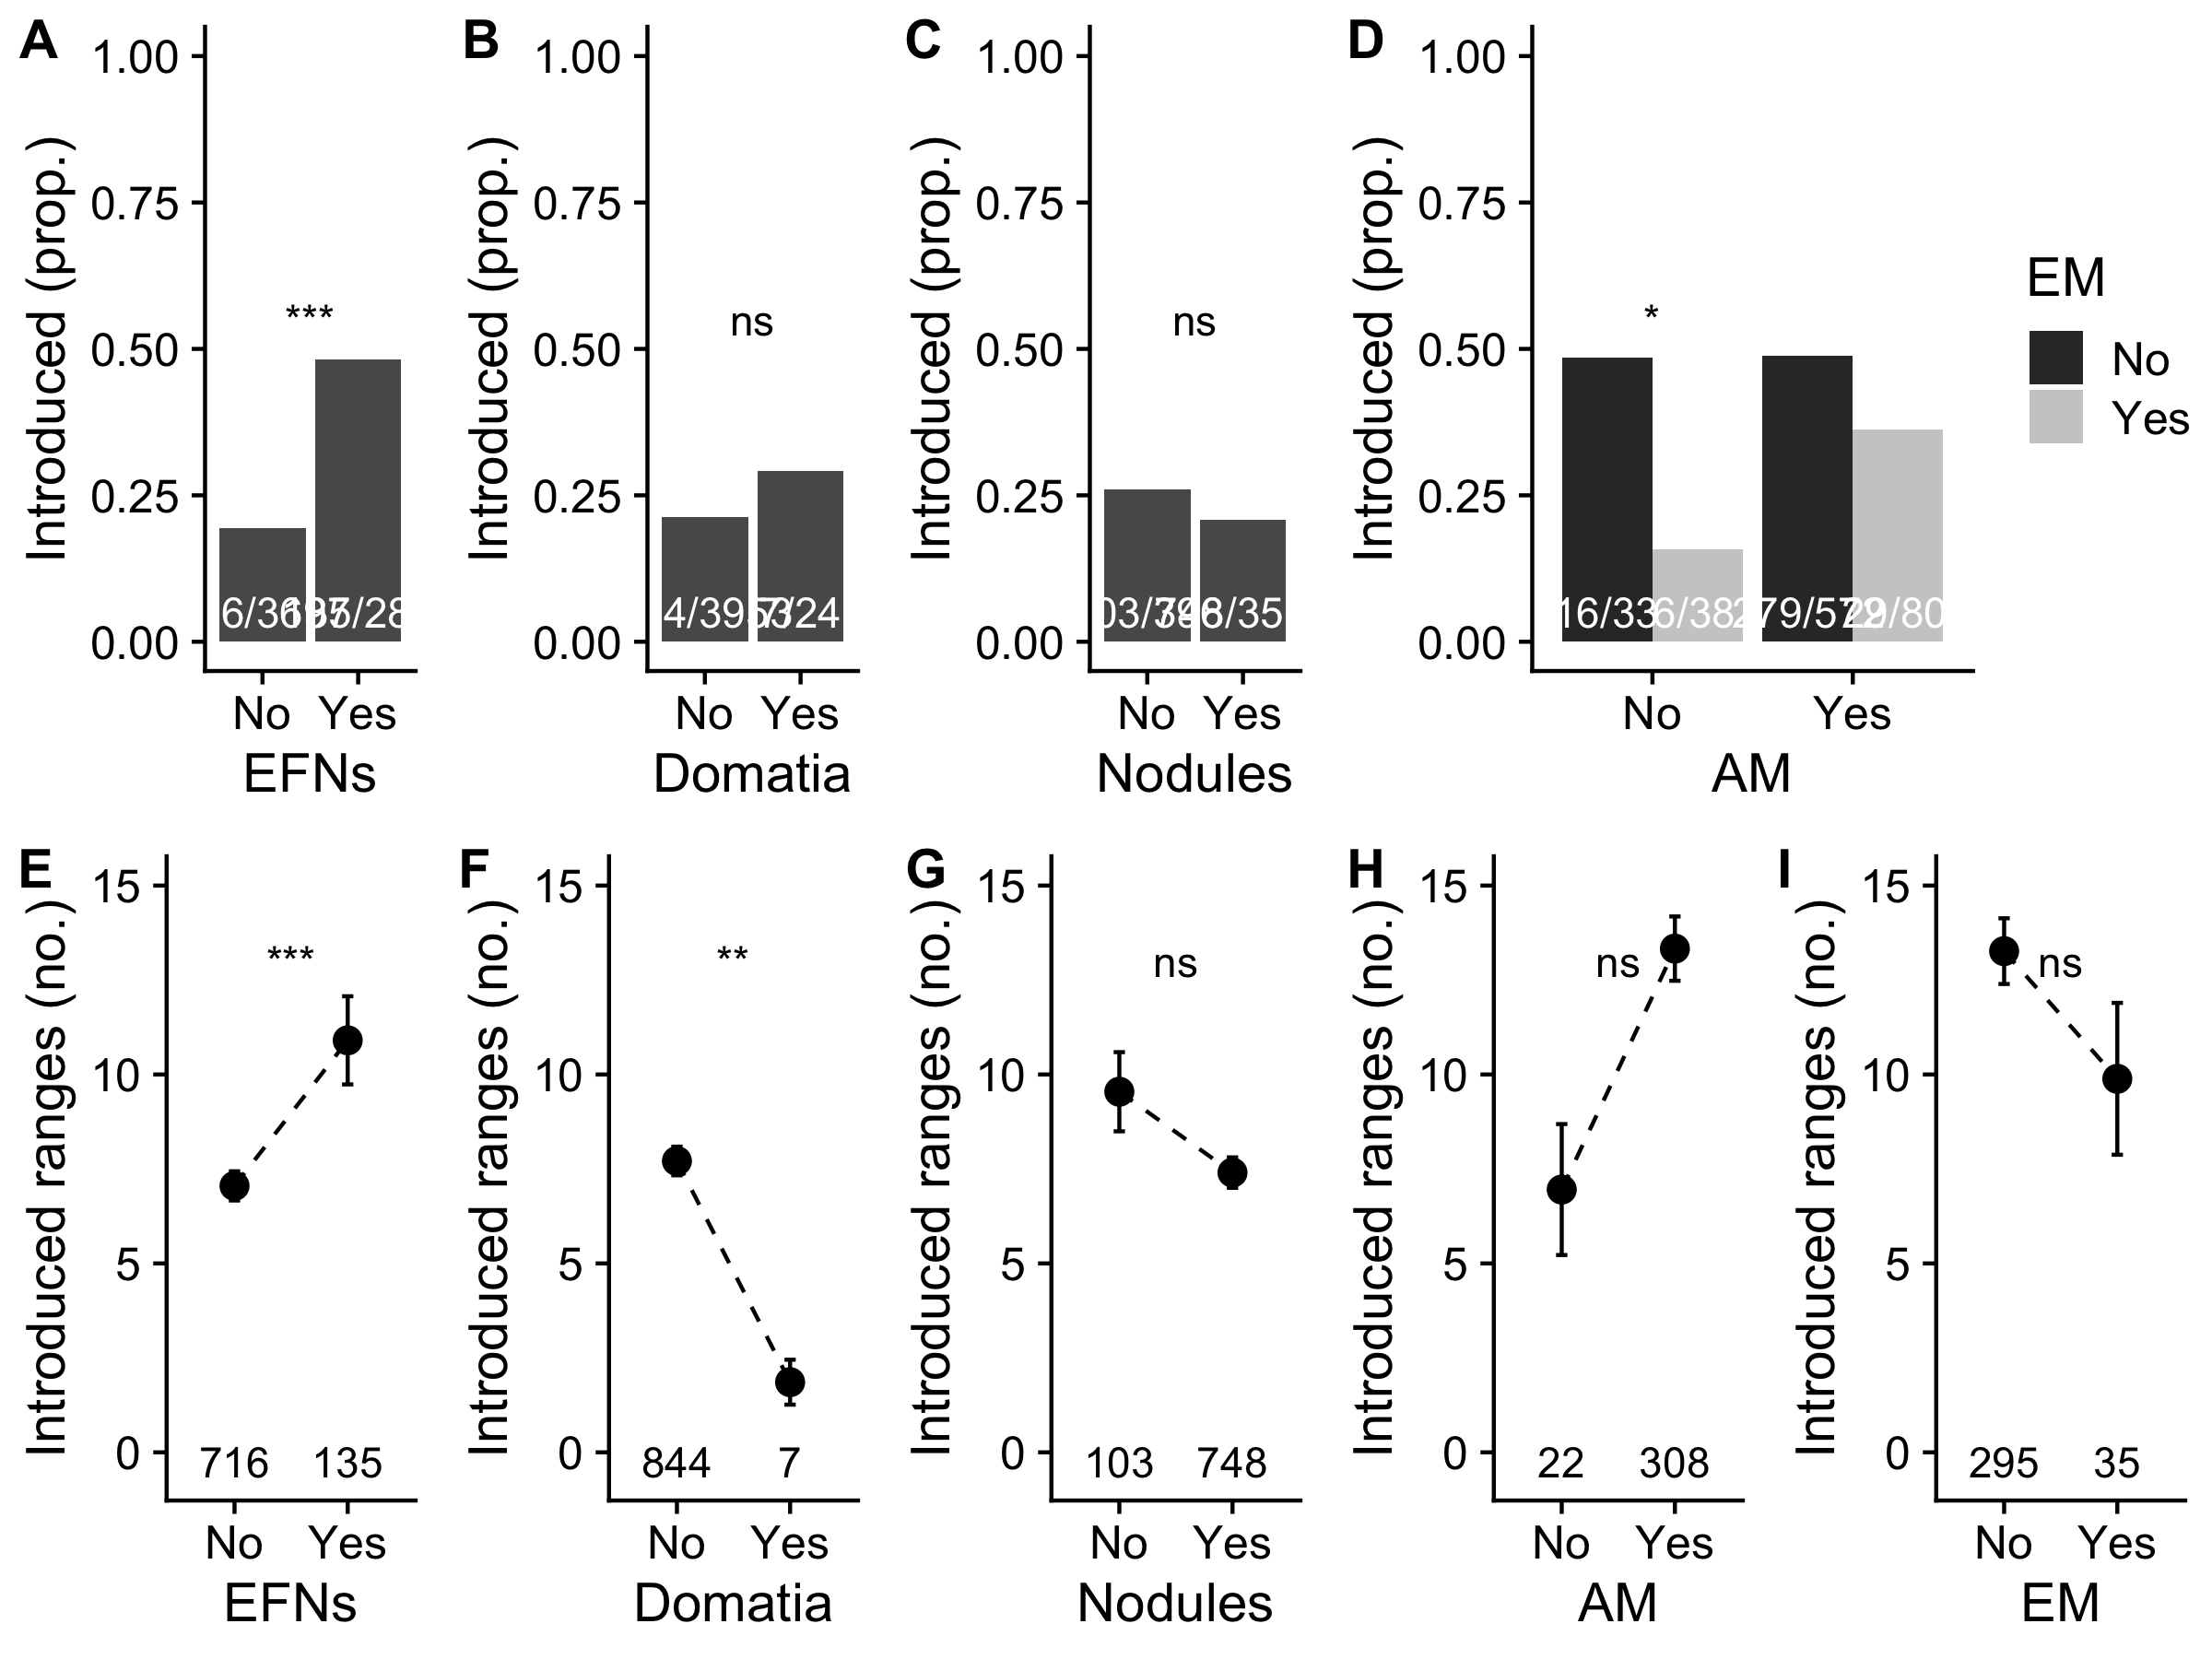 A
1.00
0.75
0.50
0.25
0.00
Introduced (prop.)
***
No Yes
EFNs
B
1.00
0.75
0.50
0.25
0.00
Introduced (prop.)
ns
7/24
No Yes
Domatia
C
1.00
0.75
0.50
0.25
0.00
Introduced (prop.)
ns
No Yes
Nodules
D
1.00
0.75
0.50
0.25
0.00
Introduced (prop.)
*
6/38
No Yes
AM
EM
No
Yes
E
15
10
5
0
Introduced ranges (no.)
***
716 135
No Yes
EFNs
F
15
10
5
0
Introduced ranges (no.)
**
844 7
No Yes
Domatia
G
15
10
5
0
Introduced ranges (no.)
ns
103 748
No Yes
Nodules
H
15
10
5
0
Introduced ranges (no.)
ns
22 308
No Yes
AM
I
15
10
5
0
Introduced ranges (no.)
ns
295 35
No Yes
EM